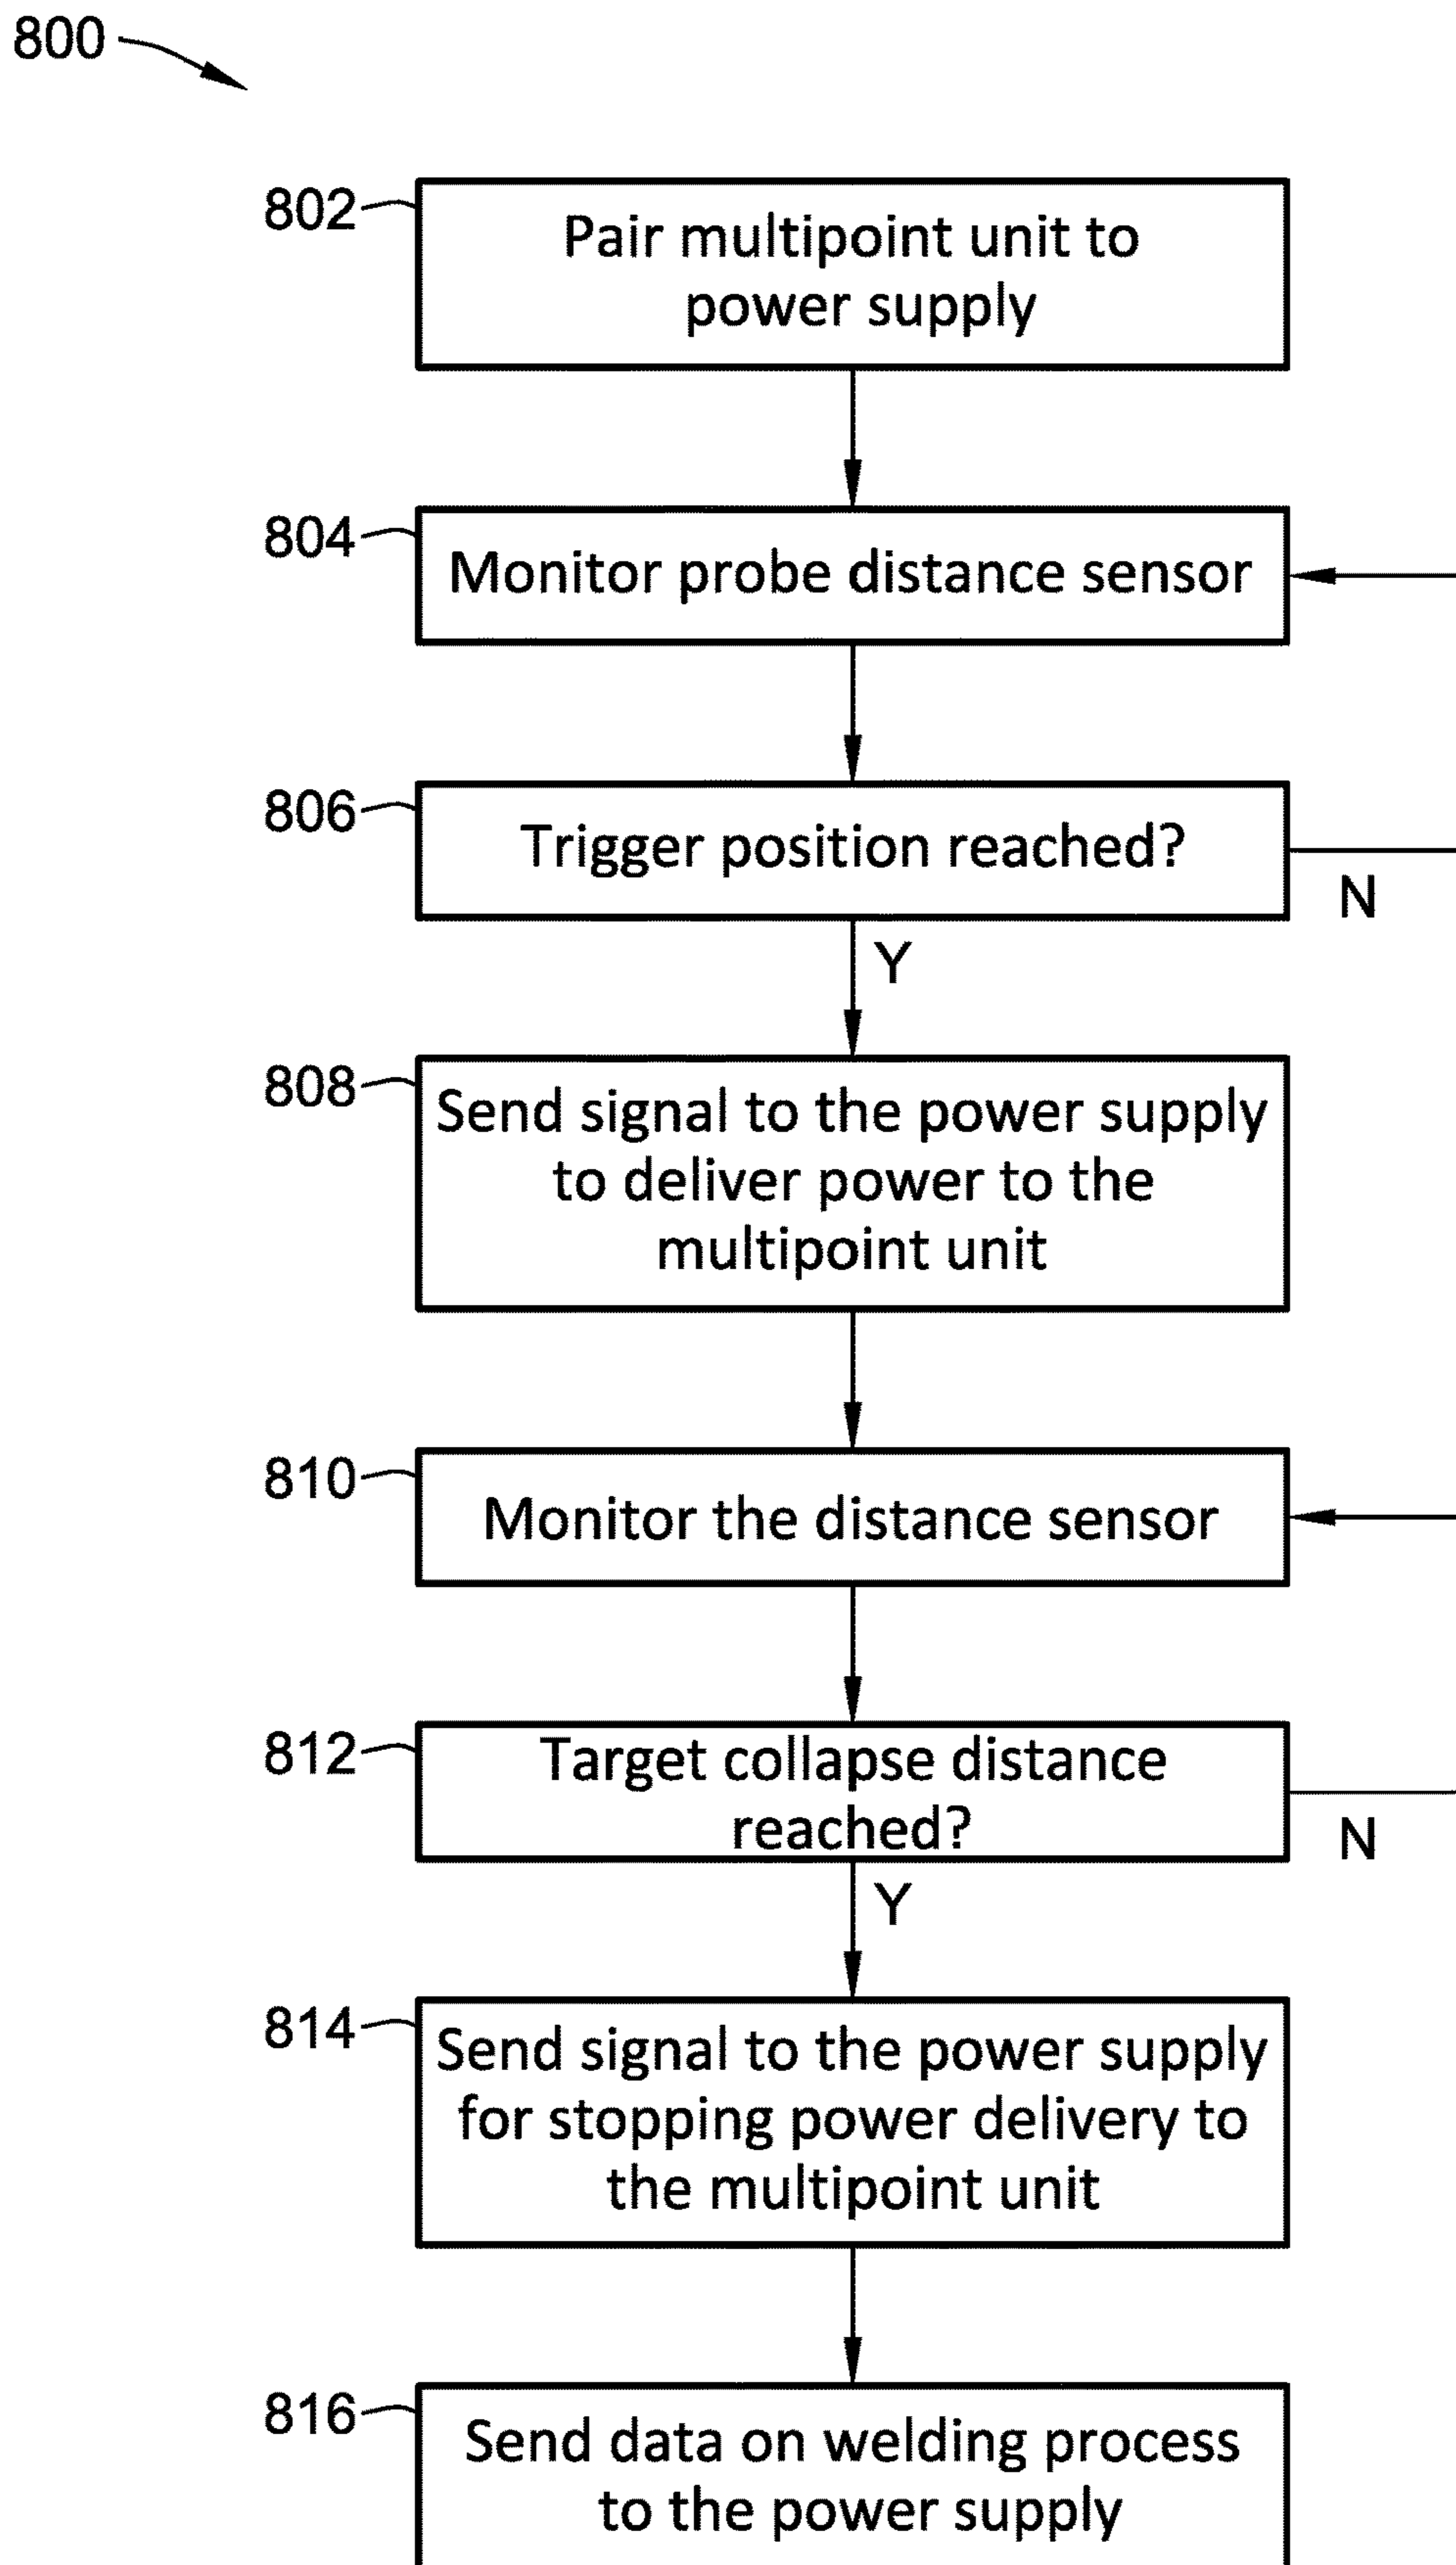 800
802
Pair multipoint unit to
power supply
804
Monitor probe distance sensor
806
Trigger position reached?
N
Y
808
Send signal to the power supply
to deliver power to the
multipoint unit
810
Monitor the distance sensor
812
Target collapse distance
reached?
N
Y
814
Send signal to the power supply
for stopping power delivery to
the multipoint unit
816
Send data on welding process
to the power supply